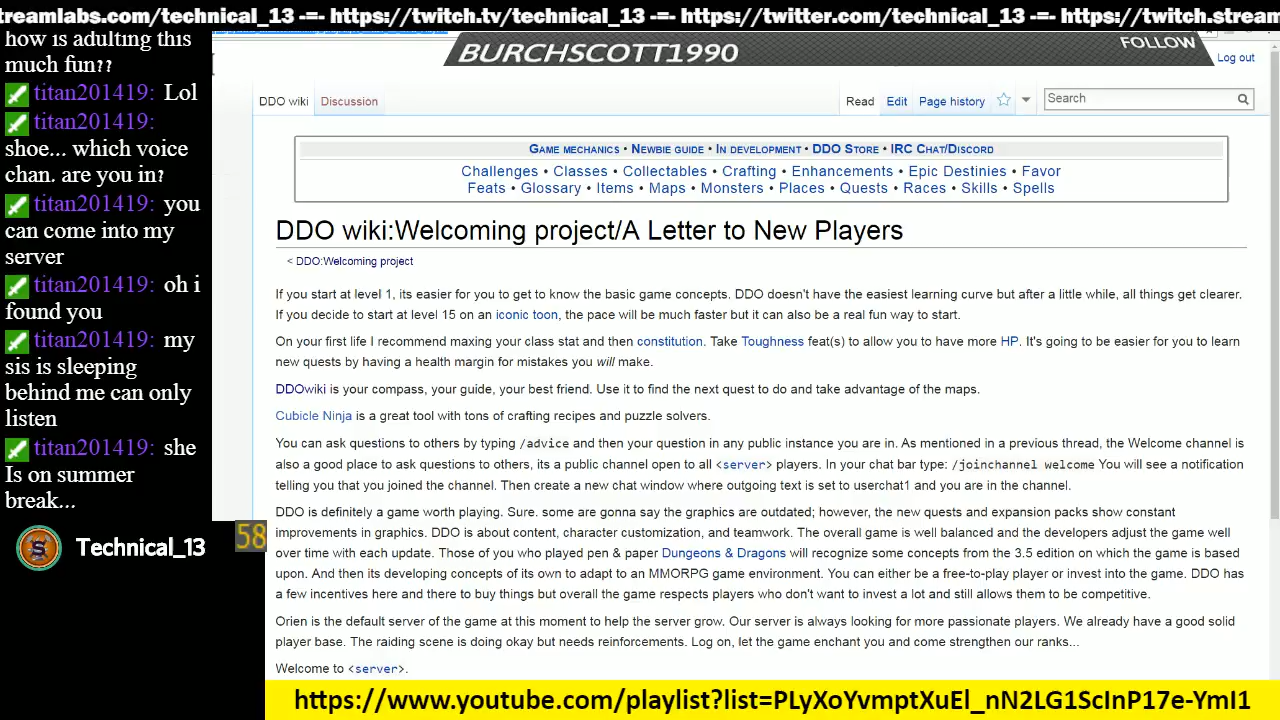 streamlabs.com/technical_13 -=- https://twitch.tv/technical_13 -=- https://twitter.com/technical_13 -=- https://twitch.stream
how is adulting this
much fun??
titan201419: Lol
titan201419:
shoe... which voice
chan. are you in?
titan201419: you
can come into my
server
titan201419: oh i
found you
titan201419: my
sis is sleeping
behind me can only
listen
titan201419: she
Is on summer
break...
Technical_13
58
BURCHSCOTT1990
FOLLOW
Log out
DDO wiki Discussion Read Edit Page history Search
Game mechanics • Newbie guide • In development • DDO Store • IRC Chat/Discord
Challenges • Classes • Collectables • Crafting • Enhancements • Epic Destinies • Favor
Feats • Glossary • Items • Maps • Monsters • Places • Quests • Races • Skills • Spells
DDO wiki:Welcoming project/A Letter to New Players
< DDO:Welcoming project
If you start at level 1, its easier for you to get to know the basic game concepts. DDO doesn't have the easiest learning curve but after a little while, all things get clearer.
If you decide to start at level 15 on an iconic toon, the pace will be much faster but it can also be a real fun way to start.
On your first life I recommend maxing your class stat and then constitution. Take Toughness feat(s) to allow you to have more HP. It's going to be easier for you to learn
new quests by having a health margin for mistakes you will make.
DDOwiki is your compass, your guide, your best friend. Use it to find the next quest to do and take advantage of the maps.
Cubicle Ninja is a great tool with tons of crafting recipes and puzzle solvers.
You can ask questions to others by typing /advice and then your question in any public instance you are in. As mentioned in a previous thread, the Welcome channel is
also a good place to ask questions to others, its a public channel open to all <server> players. In your chat bar type: /joinchannel welcome You will see a notification
telling you that you joined the channel. Then create a new chat window where outgoing text is set to userchat1 and you are in the channel.
DDO is definitely a game worth playing. Sure. some are gonna say the graphics are outdated; however, the new quests and expansion packs show constant
improvements in graphics. DDO is about content, character customization, and teamwork. The overall game is well balanced and the developers adjust the game well
over time with each update. Those of you who played pen & paper Dungeons & Dragons will recognize some concepts from the 3.5 edition on which the game is based
upon. And then its developing concepts of its own to adapt to an MMORPG game environment. You can either be a free-to-play player or invest into the game. DDO has
a few incentives here and there to buy things but overall the game respects players who don't want to invest a lot and still allows them to be competitive.
Orien is the default server of the game at this moment to help the server grow. Our server is always looking for more passionate players. We already have a good solid
player base. The raiding scene is doing okay but needs reinforcements. Log on, let the game enchant you and come strengthen our ranks...
Welcome to <server>.
https://www.youtube.com/playlist?list=PLyXoYvmptXuEl_nN2LG1ScInP17e-YmI1